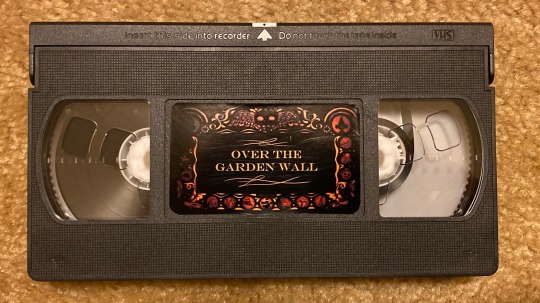 Insert this side into recorder
Do not touch the tape inside
VHS
OVER THE
GARDEN WALL